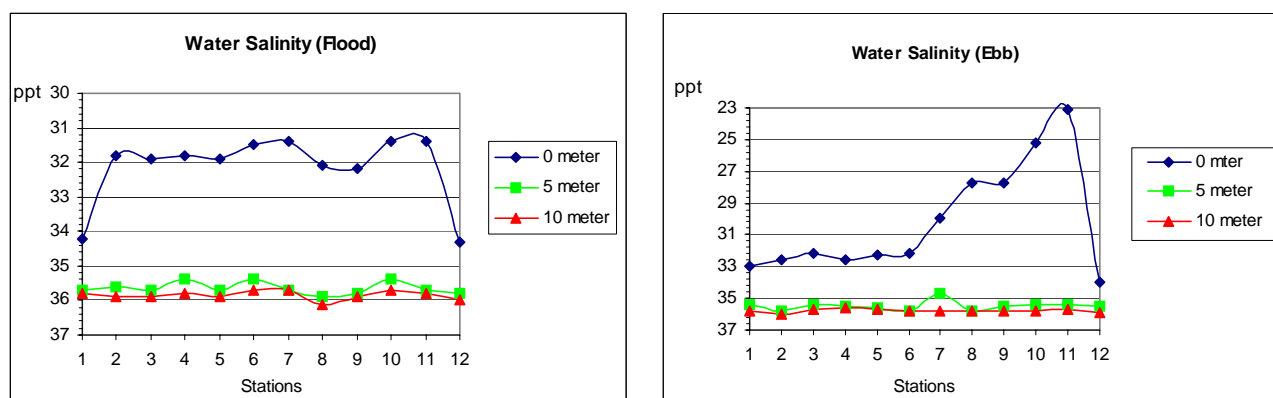 Water Salinity (Flood)
ppt
30
31
32
33
34
35
36
37
1 2 3 4 5 6 7 8 9 10 11 12
Stations
0 meter
5 meter
10 meter
Water Salinity (Ebb)
ppt
23
25
27
29
31
33
35
37
1 2 3 4 5 6 7 8 9 10 11 12
Stations
0 mter
5 meter
10 meter